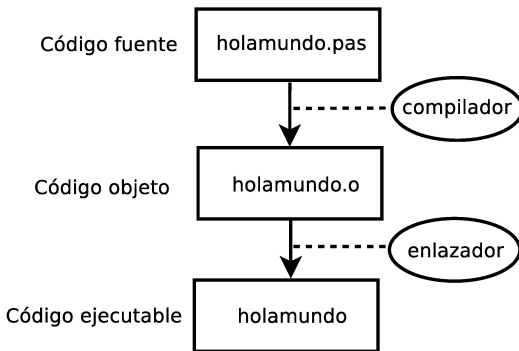 Código fuente
holamundo.pas
compilador
Código objeto
holamundo.o
enlazador
Código ejecutable
holamundo